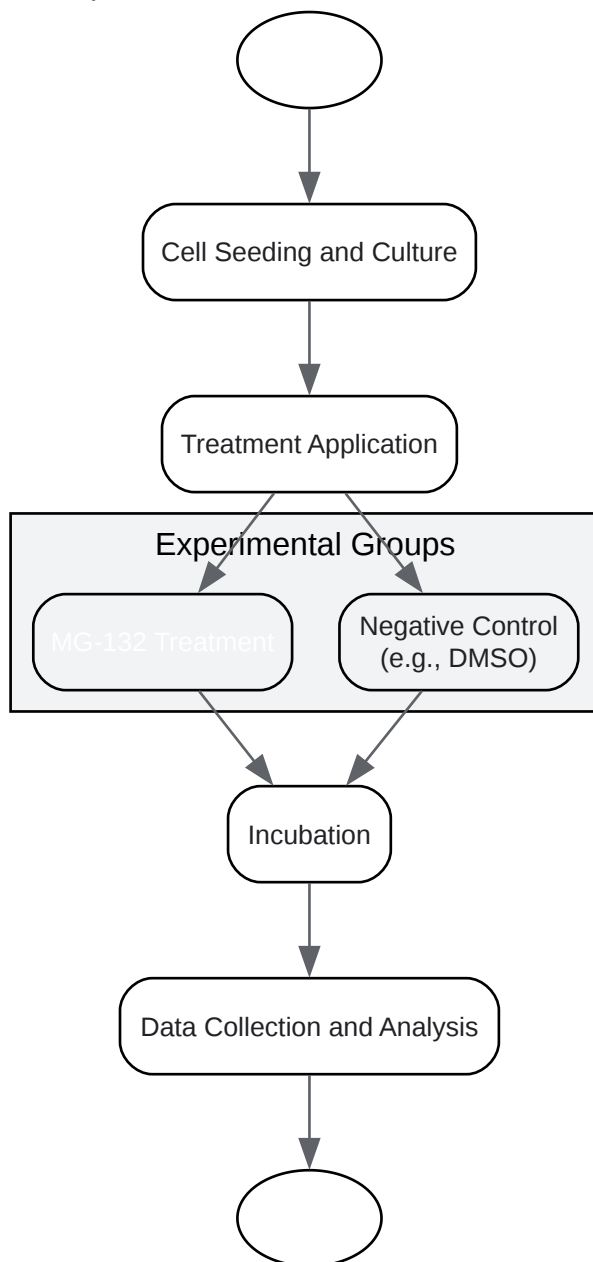 Cell Seeding and Culture
Treatment Application
Experimental Groups
MG-132 Treatment
Negative Control
(e.g., DMSO)
Incubation
Data Collection and Analysis